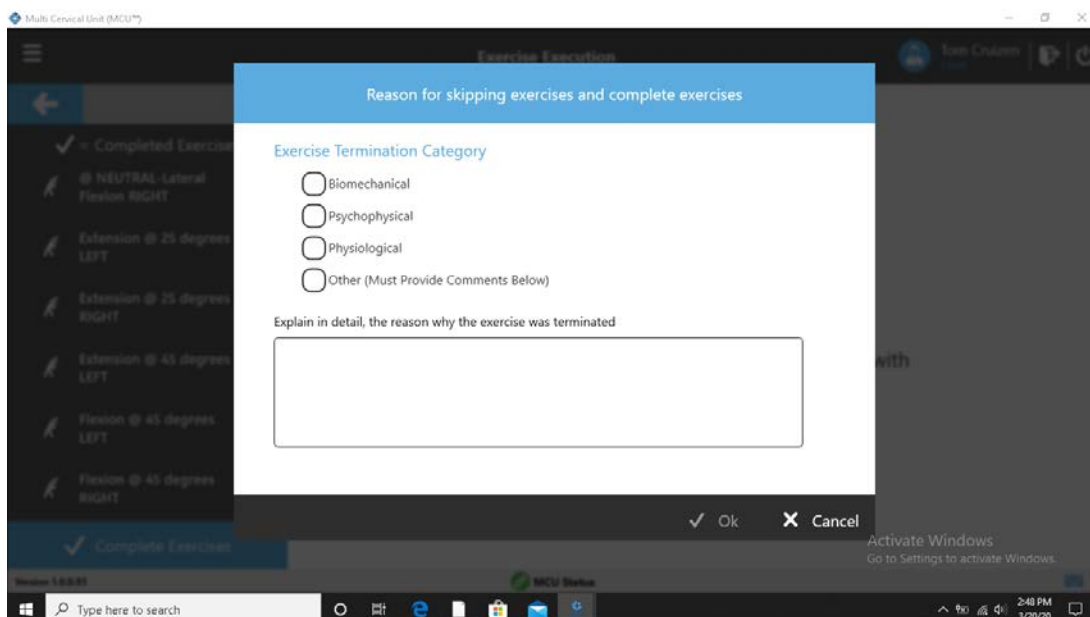 Multi Cervical Unit (MCU™)
Exercise Execution
Tom Cruizen
Reason for skipping exercises and complete exercises
= Completed Exercise
@ NEUTRAL-Lateral
Flexion RIGHT
Extension @ 25 degrees
LEFT
Extension @ 25 degrees
RIGHT
Extension @ 45 degrees
LEFT
Flexion @ 45 degrees
LEFT
Flexion @ 45 degrees
RIGHT
Complete Exercises
Exercise Termination Category
Biomechanical
Psychophysical
Physiological
Other (Must Provide Comments Below)
Explain in detail, the reason why the exercise was terminated
with
Ok
Cancel
Activate Windows
Go to Settings to activate Windows.
MCU Status
Type here to search
2:48 PM